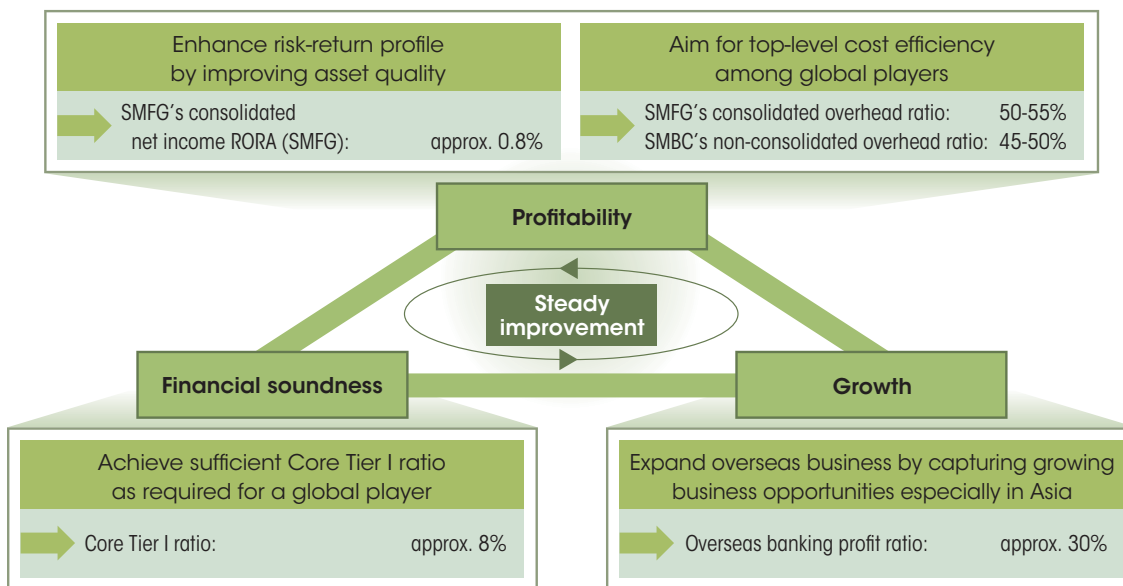 Enhance risk-return profile
by improving asset quality
SMFG's consolidated
net income RORA (SMFG): approx. 0.8%
Aim for top-level cost efficiency
among global players
SMFG's consolidated overhead ratio: 50-55%
SMBC's non-consolidated overhead ratio: 45-50%
Profitability
Steady
improvement
Financial soundness
Growth
Achieve sufficient Core Tier I ratio
as required for a global player
Core Tier I ratio: approx. 8%
Expand overseas business by capturing growing
business opportunities especially in Asia
Overseas banking profit ratio: approx. 30%